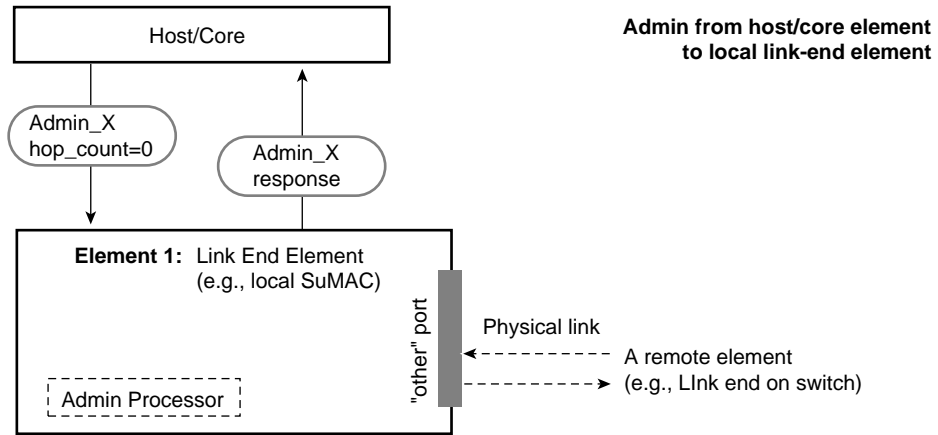 Host/Core
Admin from host/core element
to local link-end element
Admin_X
hop_count=0
Admin_X
response
Element 1: Link End Element
(e.g., local SuMAC)
"other" port
Physical link
A remote element
(e.g., LInk end on switch)
Admin Processor